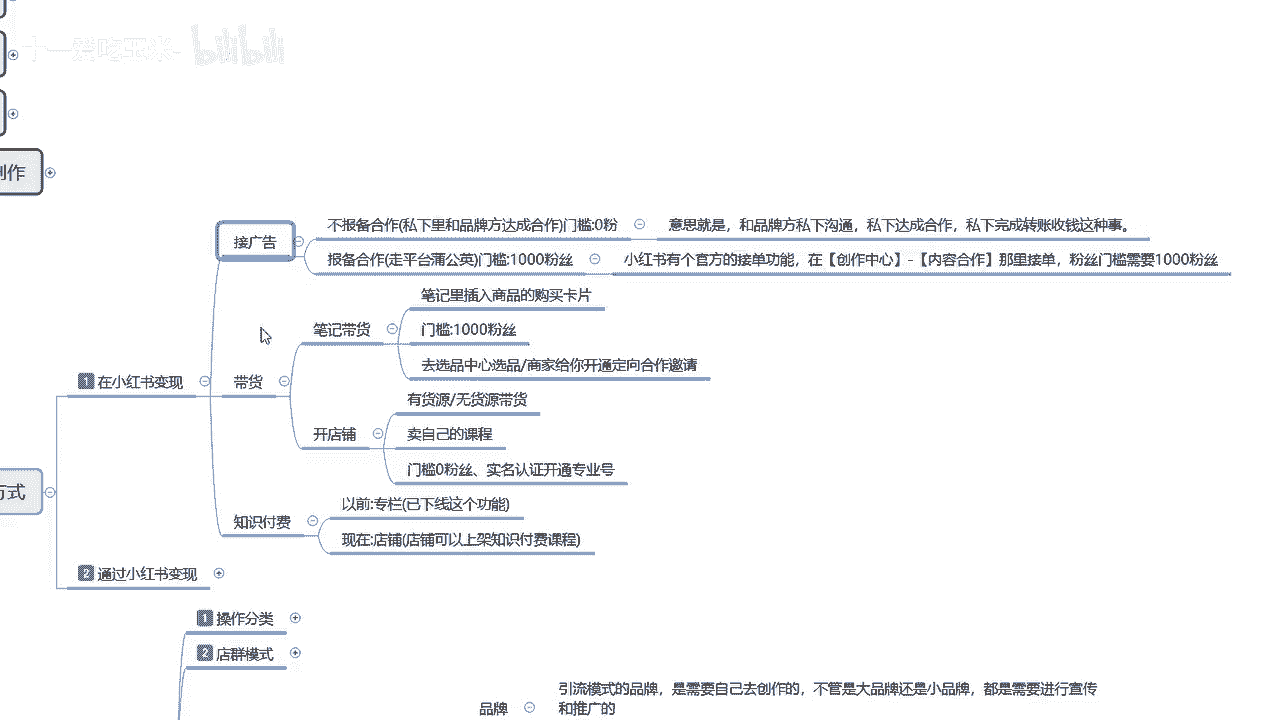 十一爱吃玉米- bilibili
创作
接广告
不报备合作(私下里和品牌方达成合作)门槛:0粉
意思就是，和品牌方私下沟通，私下达成合作，私下完成转账收钱这种事。
报备合作(走平台蒲公英)门槛:1000粉丝
小红书有个官方的接单功能，在【创作中心】-【内容合作】那里接单，粉丝门槛需要1000粉丝
笔记里插入商品的购买卡片
笔记带货
门槛:1000粉丝
去选品中心选品/商家给你开通定向合作邀请
1 在小红书变现
带货
有货源/无货源带货
开店铺
卖自己的课程
门槛0粉丝、实名认证开通专业号
方式
以前:专栏(已下线这个功能)
知识付费
现在:店铺(店铺可以上架知识付费课程)
2 通过小红书变现
1 操作分类
2 店群模式
品牌
引流模式的品牌，是需要自己去创作的，不管是大品牌还是小品牌，都是需要进行宣传
和推广的